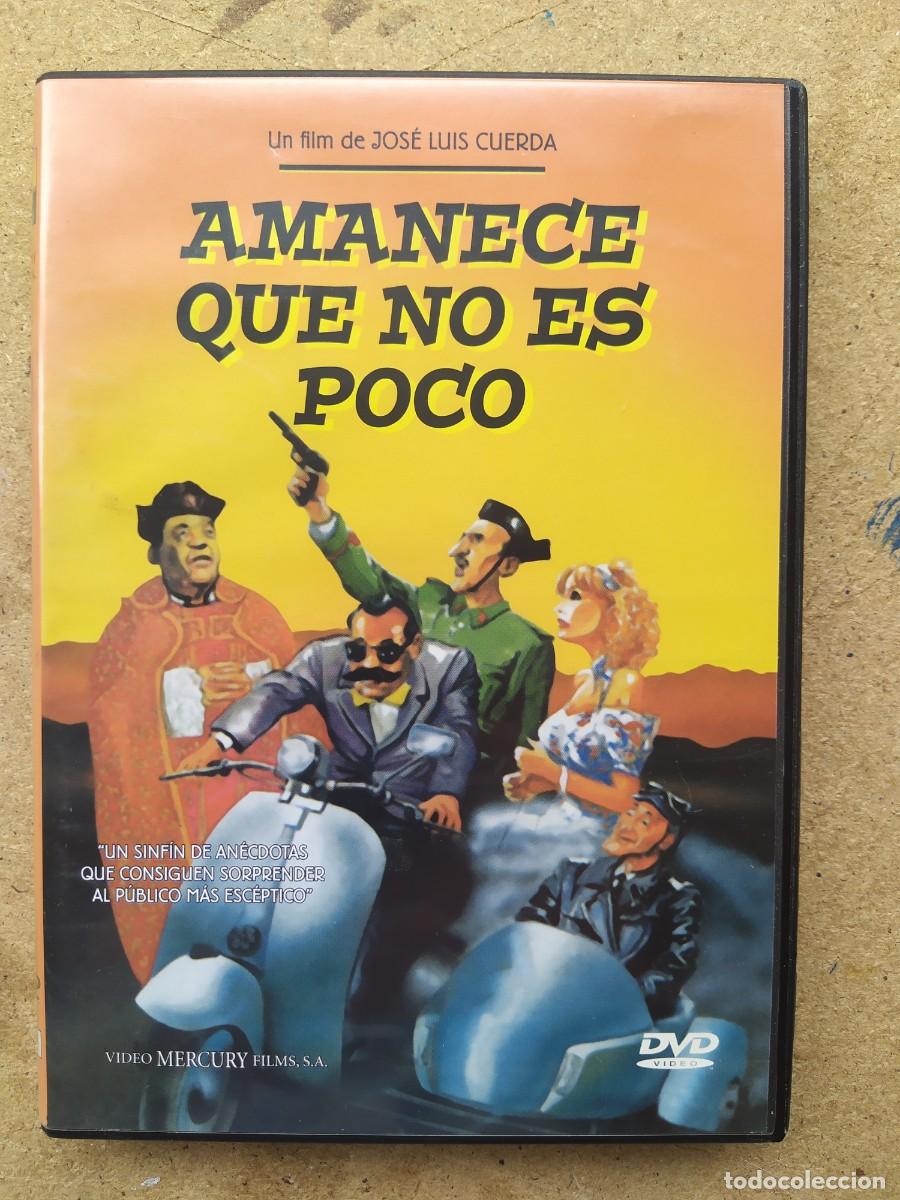 Un film de JOSÉ LUIS CUERDA
AMANECE
QUE NO ES
POCO
"UN SINFÍN DE ANÉCDOTAS
QUE CONSIGUEN SORPRENDER
AL PÚBLICO MÁS ESCÉPTICO"
VIDEO MERCURY FILMS, S.A.
DVD
VIDEO
todocoleccion